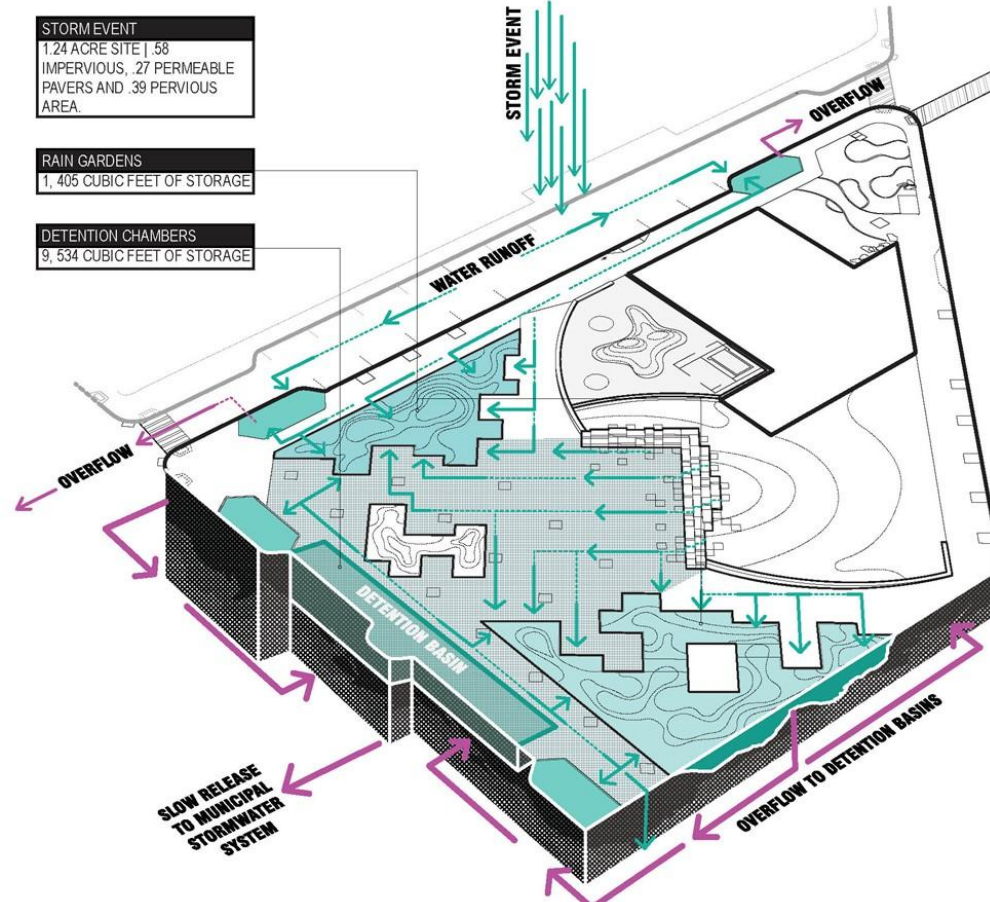 STORM EVENT
1.24 ACRE SITE | .58
IMPERVIOUS, .27 PERMEABLE
PAVERS AND .39 PERVIOUS
AREA.
RAIN GARDENS
1, 405 CUBIC FEET OF STORAGE
DETENTION CHAMBERS
9, 534 CUBIC FEET OF STORAGE
STORM EVENT
OVERFLOW
WATER RUNOFF
OVERFLOW
DETENTION BASIN
SLOW RELEASE
TO MUNICIPAL
STORMWATER
SYSTEM
OVERFLOW TO DETENTION BASINS